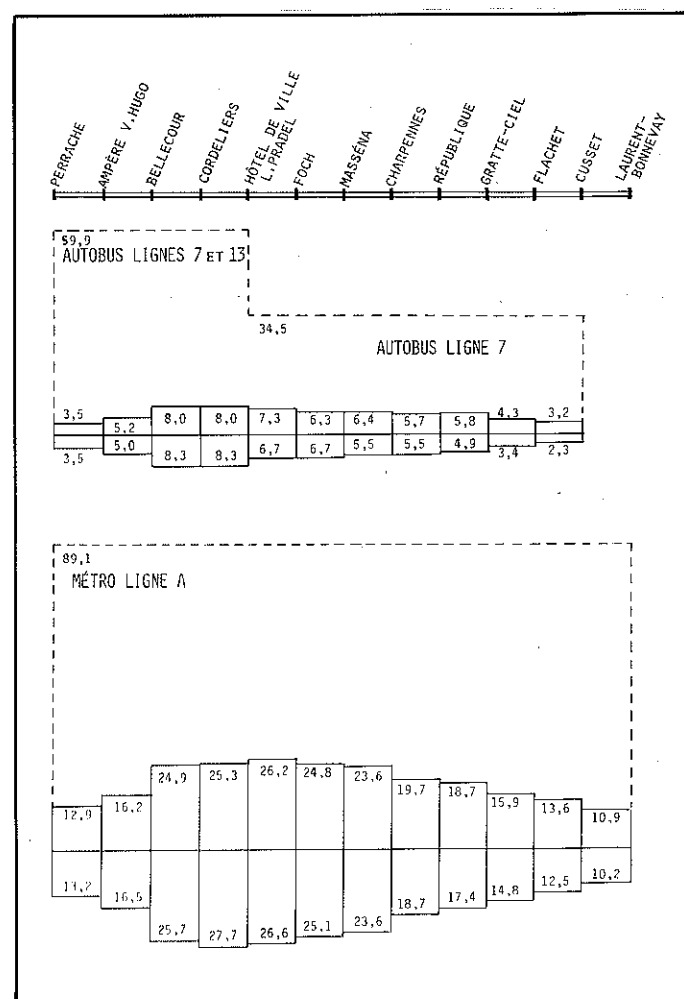 PERRACHE
AMPÈRE V.HUGO
BELLECOUR
CORDELIERS
HÔTEL DE VILLE
L.PRADEL
FOCH
MASSÉNA
CHARPENNES
RÉPUBLIQUE
GRATTE-CIEL
FLACHET
CUSSET
LAURENT-
BONNEVAY
59,9
AUTOBUS LIGNES 7 ET 13
34,5
AUTOBUS LIGNE 7
3,5 5,2 8,0 8,0 7,3 6,3 6,4 5,7 5,8 4,3 3,2
3,5 5,0 8,3 8,3 6,7 6,7 5,5 5,5 4,9 3,4 2,3
89,1
MÉTRO LIGNE A
12,9 16,2 24,9 25,3 26,2 24,8 23,6 19,7 18,7 15,9 13,6 10,9
13,2 16,5 25,7 27,7 26,6 25,1 23,6 18,7 17,4 14,8 12,5 10,2